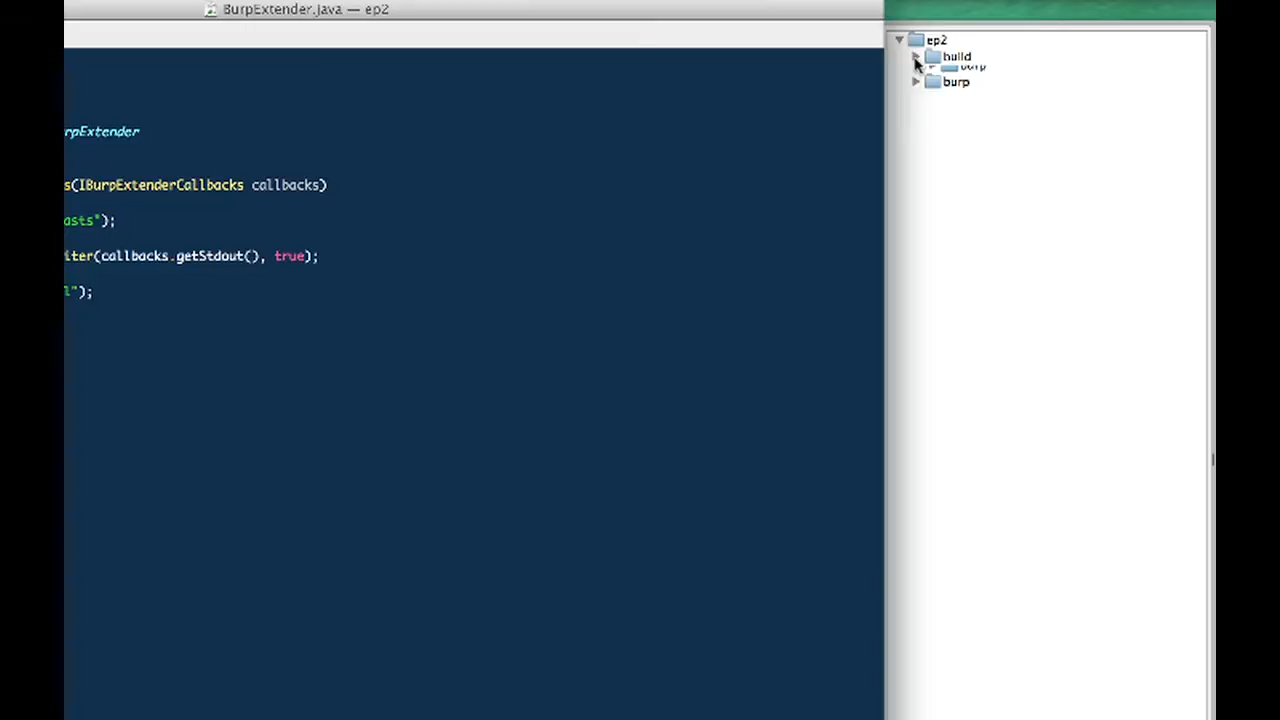 BurpExtender.java — ep2
rpExtender
s(IBurpExtenderCallbacks callbacks)
asts");
iter(callbacks.getStdout(), true);
l");
ep2
build
burp
burp